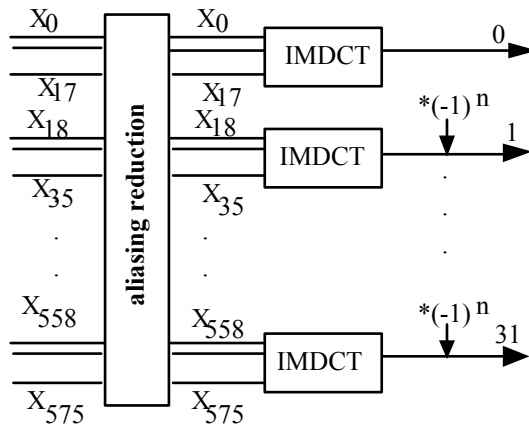 X0 X0 0
IMDCT
X17 X17
X18 X18 *(-1)^n 1
IMDCT
X35 X35
aliasing reduction
X558 X558 *(-1)^n 31
IMDCT
X575 X575